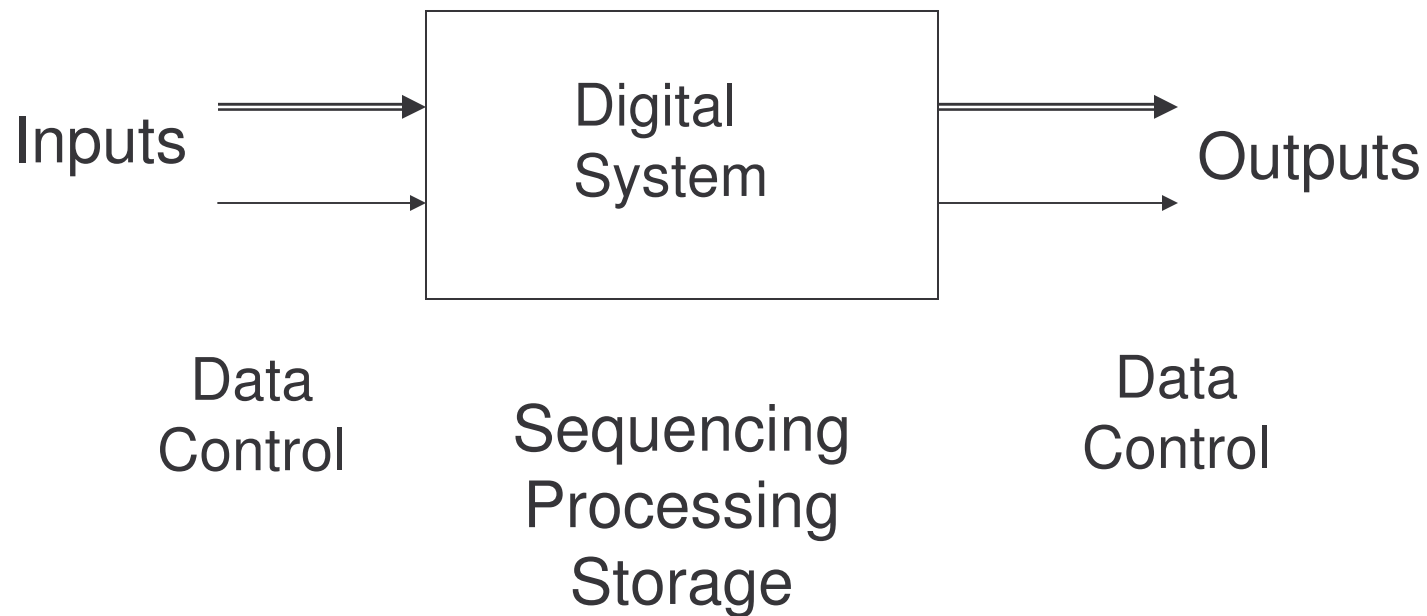 Inputs
Digital
System
Outputs
Data
Control
Sequencing
Processing
Storage
Data
Control